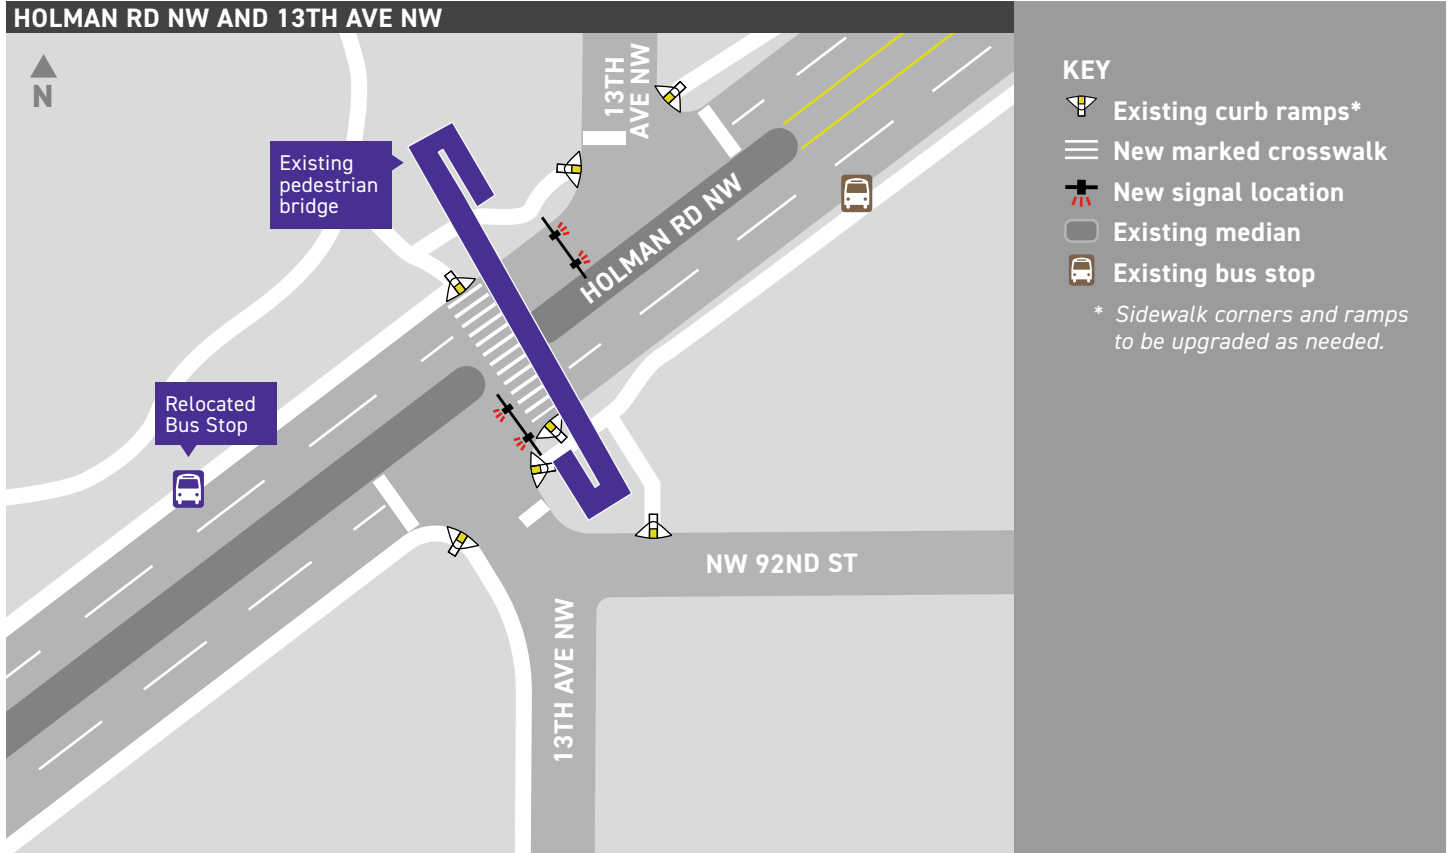 HOLMAN RD NW AND 13TH AVE NW
N
13TH
AVE NW
Existing
pedestrian
bridge
HOLMAN RD NW
Relocated
Bus Stop
NW 92ND ST
13TH AVE NW
KEY
Existing curb ramps*
New marked crosswalk
New signal location
Existing median
Existing bus stop
* Sidewalk corners and ramps
to be upgraded as needed.